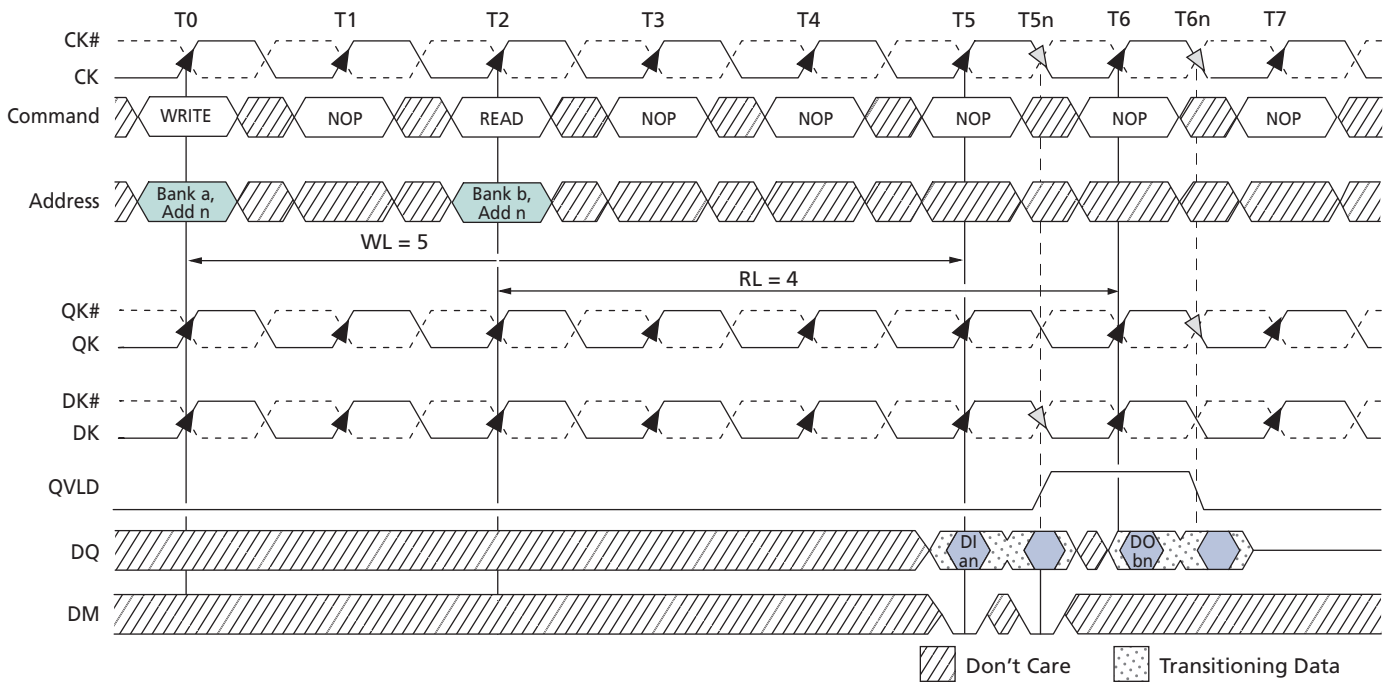 T0 T1 T2 T3 T4 T5 T5n T6 T6n T7
CK#
CK
Command WRITE NOP READ NOP NOP NOP NOP NOP
Address Bank a, Add n Bank b, Add n
WL = 5
RL = 4
QK#
QK
DK#
DK
QVLD
DQ DI an DO bn
DM
Don't Care Transitioning Data